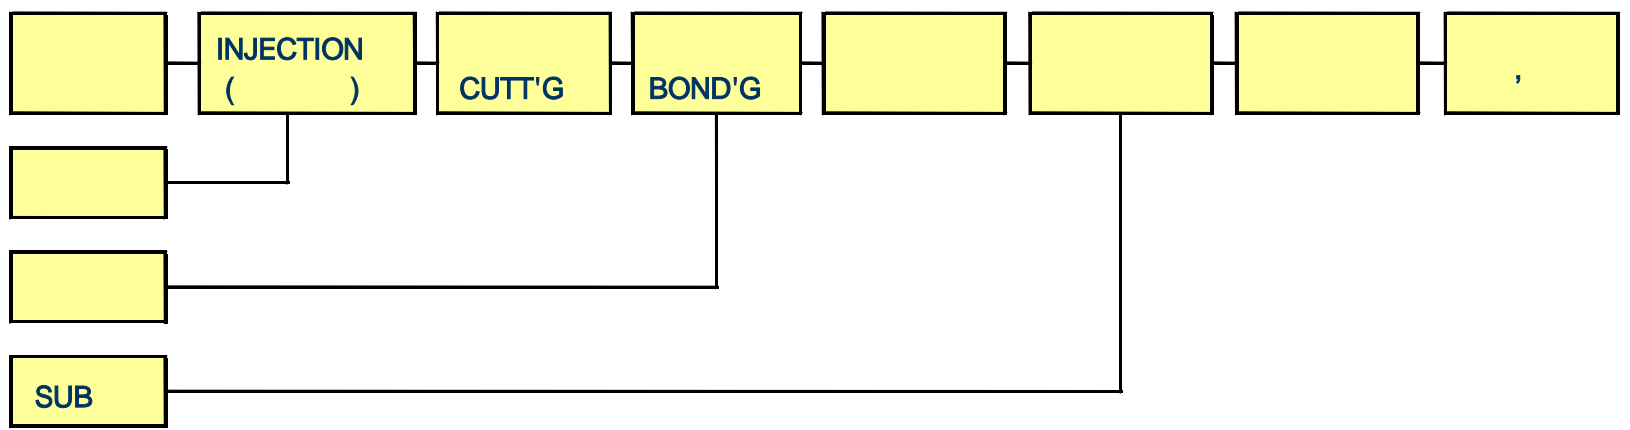 INJECTION
( )
CUTT'G
BOND'G
,
SUB